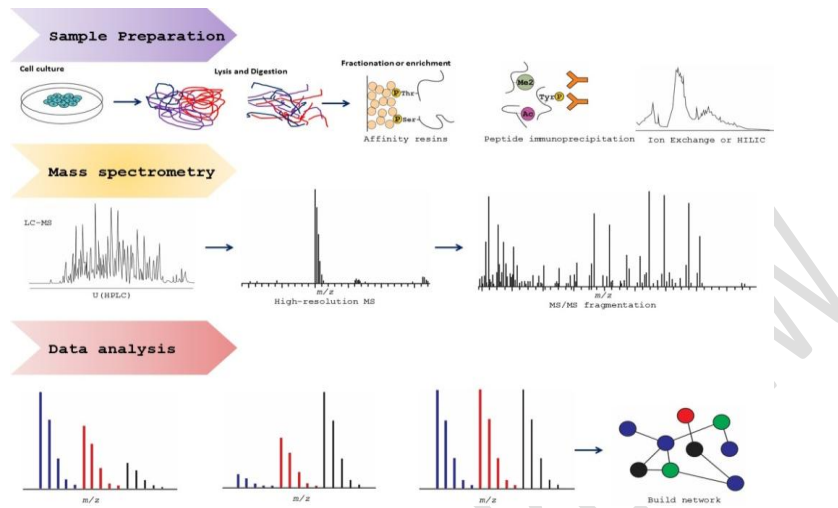 Sample Preparation
Cell culture
Lysis and Digestion
Fractionation or enrichment
P Thr
P Ser
Affinity resins
Me2
Tyr P
Ac
Peptide immunoprecipitation
Ion Exchange or HILIC
Mass spectrometry
LC-MS
U(HPLC)
m/z
High-resolution MS
m/z
MS/MS fragmentation
Data analysis
m/z
m/z
m/z
Build network